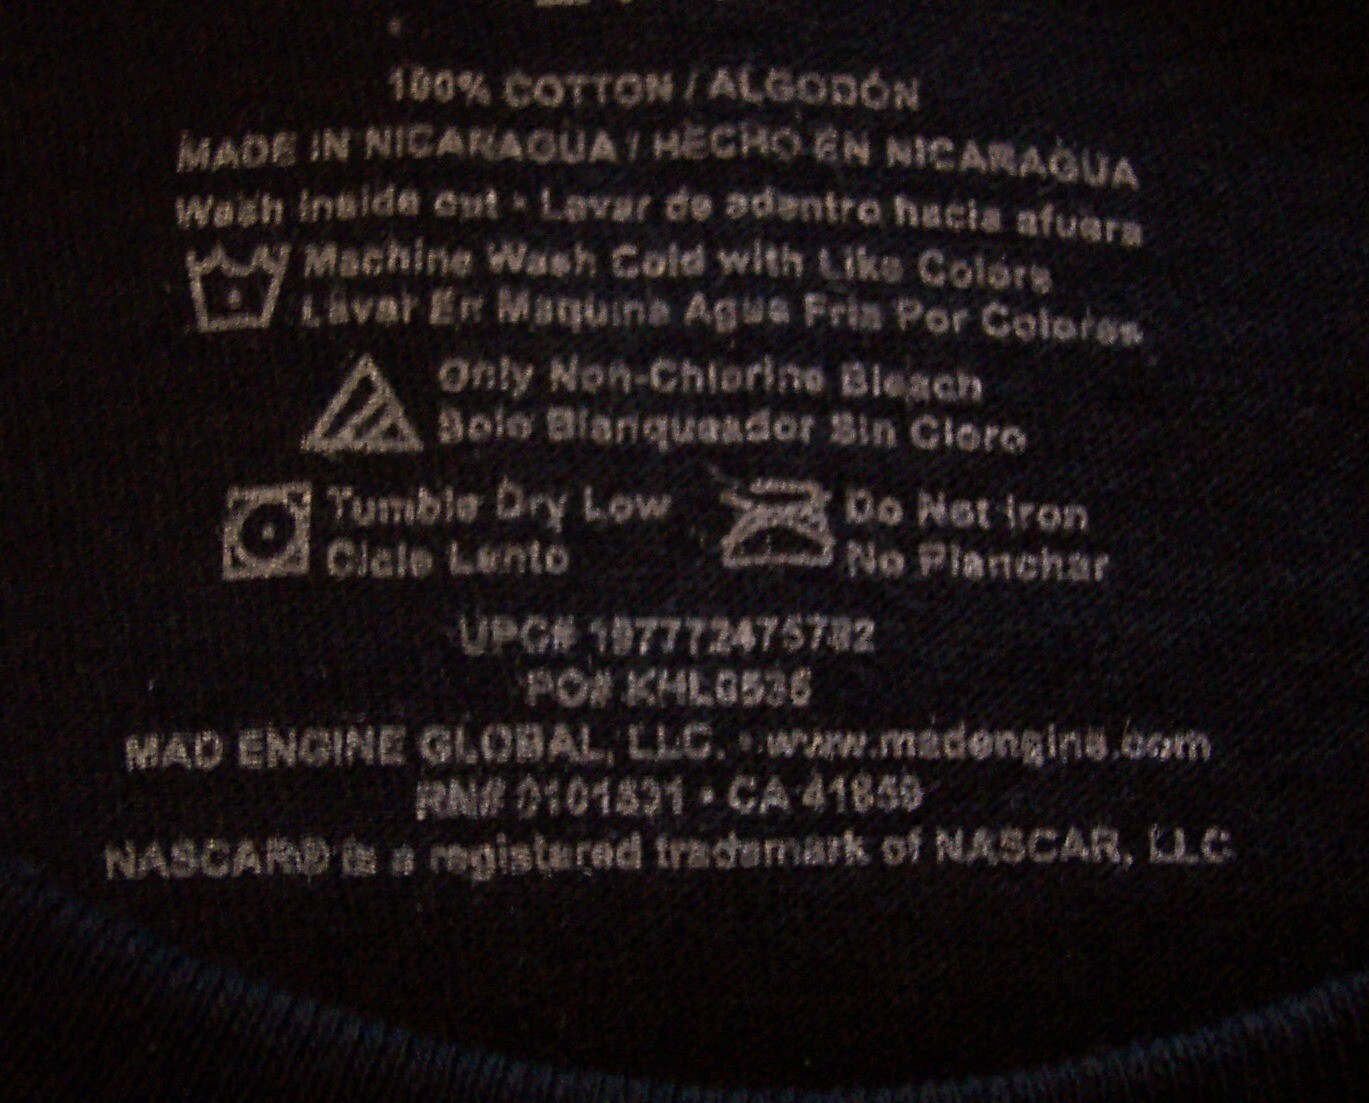 100% COTTON / ALGODÓN
MADE IN NICARAGUA / HECHO EN NICARAGUA
Wash inside out • Lavar de adentro hacia afuera
Machine Wash Cold with Like Colors
Lavar En Maquina Agua Fria Por Colores
Only Non-Chlorine Bleach
Solo Blanqueador Sin Cloro
Tumble Dry Low
Ciclo Lento
Do Not Iron
No Planchar
UPC#
PO#
MAD ENGINE GLOBAL, LLC. • www.madengine.com
RN# • CA
NASCAR® is a registered trademark of NASCAR, LLC